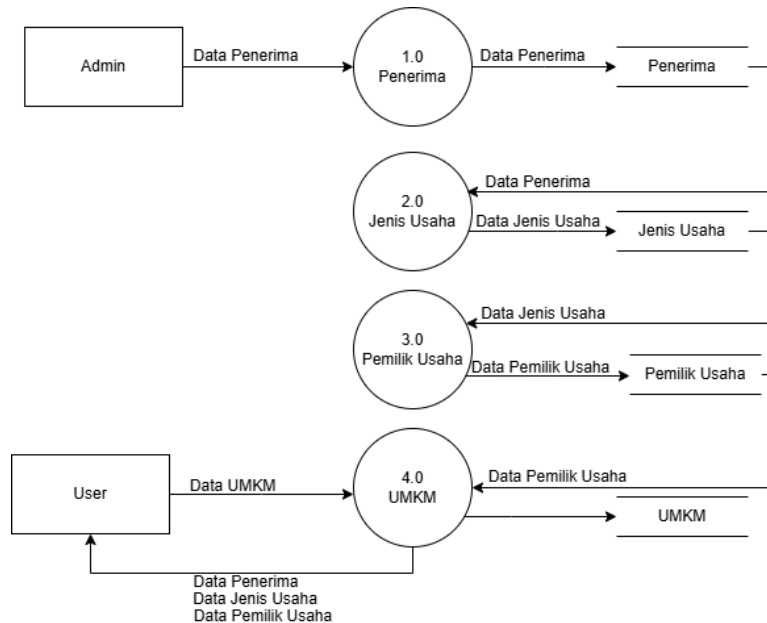 Admin
Data Penerima
1.0
Penerima
Data Penerima
Penerima
Data Penerima
2.0
Jenis Usaha
Data Jenis Usaha
Jenis Usaha
Data Jenis Usaha
3.0
Pemilik Usaha
Data Pemilik Usaha
Pemilik Usaha
User
Data UMKM
4.0
UMKM
Data Pemilik Usaha
UMKM
Data Penerima
Data Jenis Usaha
Data Pemilik Usaha